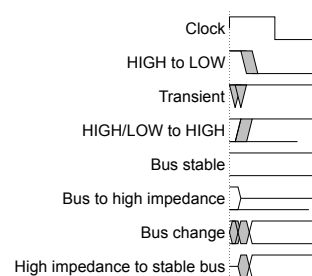 Clock
HIGH to LOW
Transient
HIGH/LOW to HIGH
Bus stable
Bus to high impedance
Bus change
High impedance to stable bus